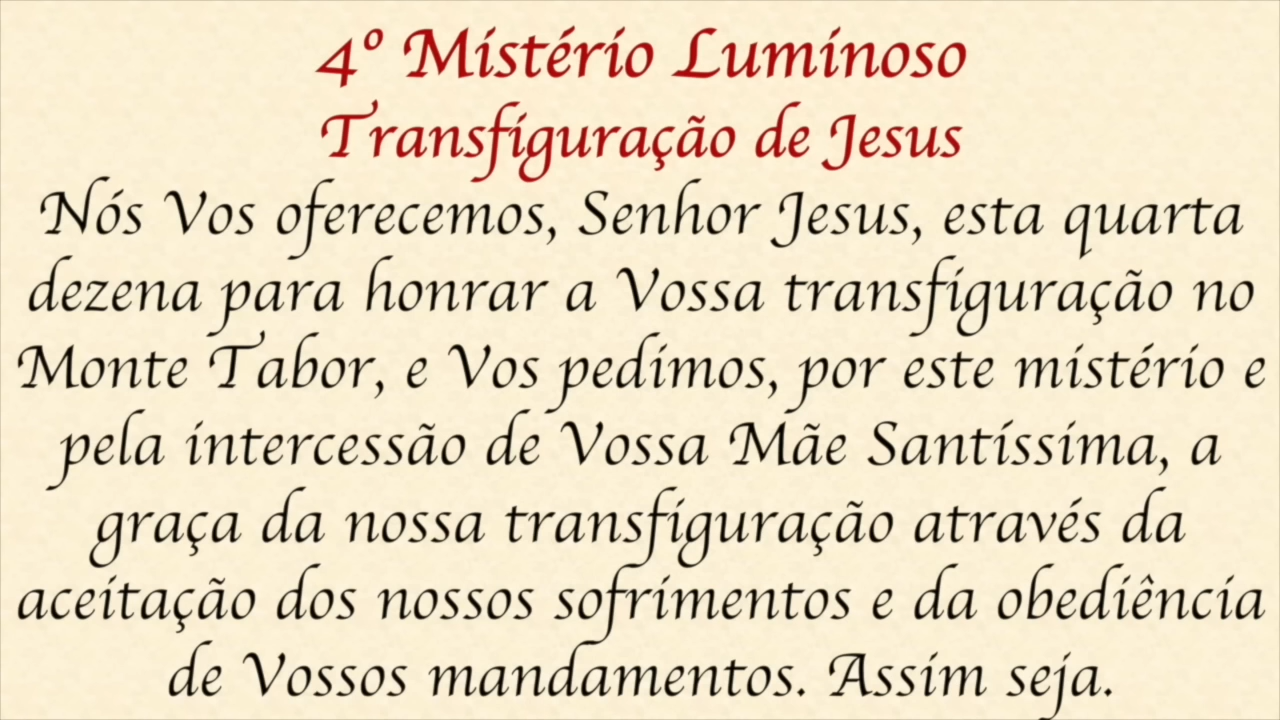 4º Mistério Luminoso
Transfiguração de Jesus
Nós Vos oferecemos, Senhor Jesus, esta quarta
dezena para honrar a Vossa transfiguração no
Monte Tabor, e Vos pedimos, por este mistério e
pela intercessão de Vossa Mãe Santíssima, a
graça da nossa transfiguração através da
aceitação dos nossos sofrimentos e da obediência
de Vossos mandamentos. Assim seja.